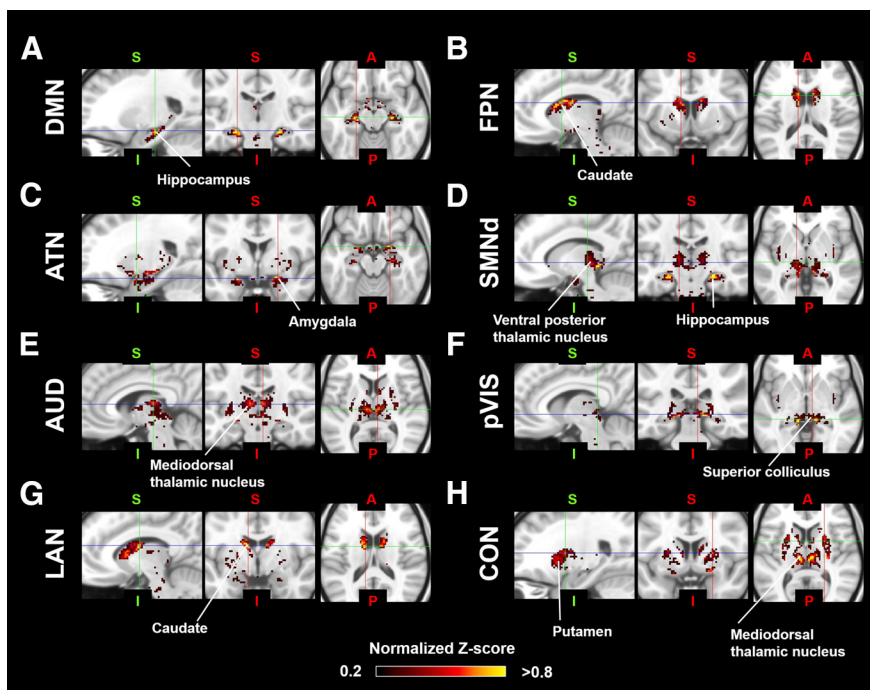 A
DMN
S
S
A
I
I
P
Hippocampus
B
FPN
S
S
A
I
I
P
Caudate
C
ATN
S
S
A
I
I
P
Amygdala
D
SMNd
S
S
A
I
I
P
Ventral posterior
thalamic nucleus
Hippocampus
E
AUD
S
S
A
I
I
P
Mediodorsal
thalamic nucleus
F
pVIS
S
S
A
I
I
P
Superior colliculus
G
LAN
S
S
A
I
I
P
Caudate
H
CON
S
S
A
I
I
P
Putamen
Mediodorsal
thalamic nucleus
Normalized Z-score
0.2
>0.8